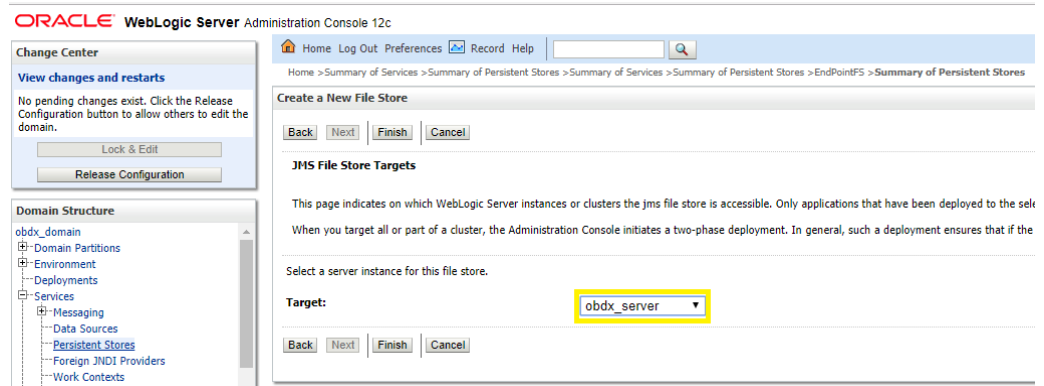 ORACLE® WebLogic Server Administration Console 12c
Change Center
View changes and restarts
No pending changes exist. Click the Release
Configuration button to allow others to edit the
domain.
Lock & Edit
Release Configuration
Domain Structure
obdx_domain
Domain Partitions
Environment
Deployments
Services
Messaging
Data Sources
Persistent Stores
Foreign JNDI Providers
Work Contexts
Home Log Out Preferences Record Help
Home >Summary of Services >Summary of Persistent Stores >Summary of Services >Summary of Persistent Stores >EndPointFS >Summary of Persistent Stores
Create a New File Store
Back Next Finish Cancel
JMS File Store Targets
This page indicates on which WebLogic Server instances or clusters the jms file store is accessible. Only applications that have been deployed to the sele
When you target all or part of a cluster, the Administration Console initiates a two-phase deployment. In general, such a deployment ensures that if the
Select a server instance for this file store.
Target: obdx_server
Back Next Finish Cancel